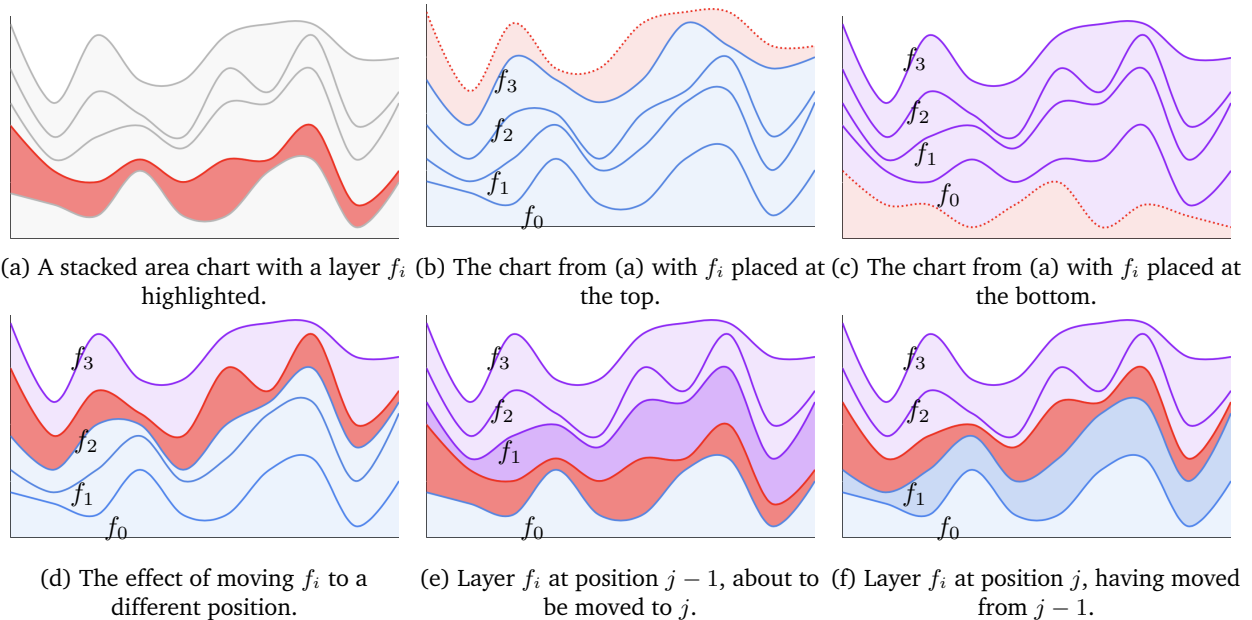 f₃
f₂
f₁
f₀
f₃
f₂
f₁
f₀
(a) A stacked area chart with a layer fᵢ
highlighted.
(b) The chart from (a) with fᵢ placed at
the top.
(c) The chart from (a) with fᵢ placed at
the bottom.
f₃
f₂
f₁
f₀
f₃
f₂
f₁
f₀
f₃
f₂
f₁
f₀
(d) The effect of moving fᵢ to a
different position.
(e) Layer fᵢ at position j − 1, about to
be moved to j.
(f) Layer fᵢ at position j, having moved
from j − 1.